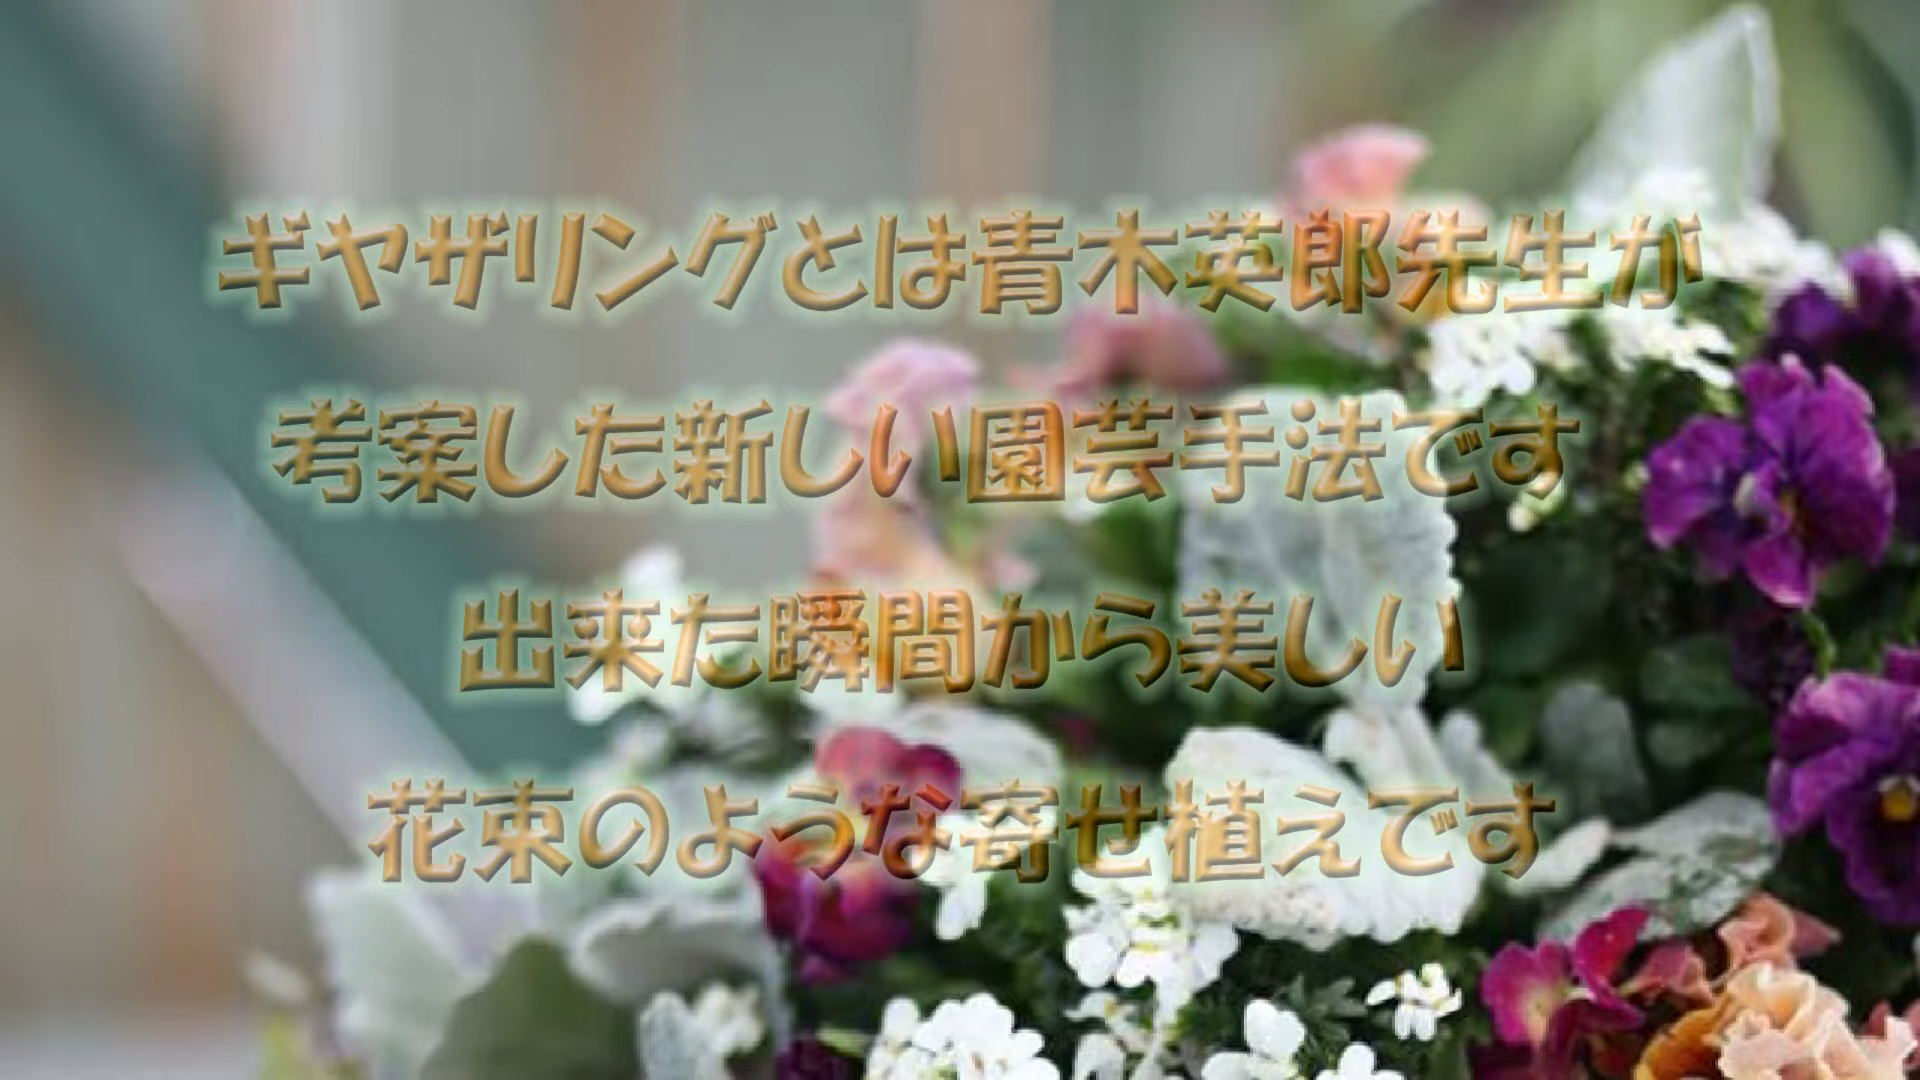 ギヤザリングとは青木英郎先生が
考案した新しい園芸手法です
出来た瞬間から美しい
花束のような寄せ植えです